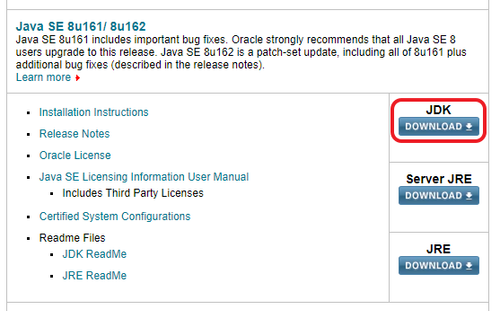 Java SE 8u161/ 8u162
Java SE 8u161 includes important bug fixes. Oracle strongly recommends that all Java SE 8
users upgrade to this release. Java SE 8u162 is a patch-set update, including all of 8u161 plus
additional bug fixes (described in the release notes).
Learn more
Installation Instructions
Release Notes
Oracle License
Java SE Licensing Information User Manual
Includes Third Party Licenses
Certified System Configurations
Readme Files
JDK ReadMe
JRE ReadMe
JDK
DOWNLOAD
Server JRE
DOWNLOAD
JRE
DOWNLOAD